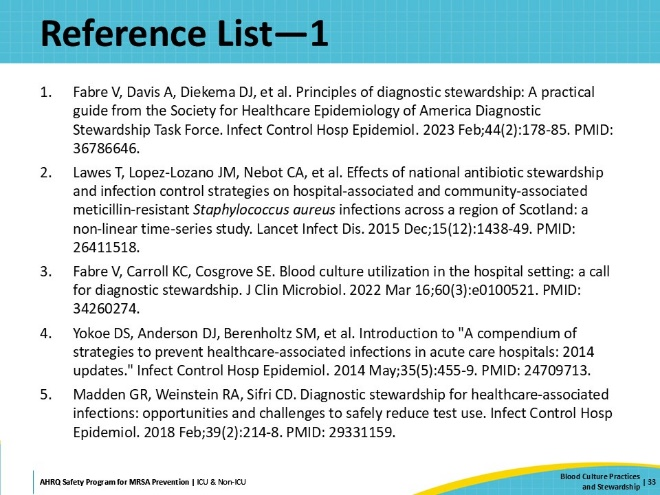 Reference List—1
1. Fabre V, Davis A, Diekema DJ, et al. Principles of diagnostic stewardship: A practical
guide from the Society for Healthcare Epidemiology of America Diagnostic
Stewardship Task Force. Infect Control Hosp Epidemiol. 2023 Feb;44(2):178-85. PMID:
36786646.
2. Lawes T, Lopez-Lozano JM, Nebot CA, et al. Effects of national antibiotic stewardship
and infection control strategies on hospital-associated and community-associated
meticillin-resistant Staphylococcus aureus infections across a region of Scotland: a
non-linear time-series study. Lancet Infect Dis. 2015 Dec;15(12):1438-49. PMID:
26411518.
3. Fabre V, Carroll KC, Cosgrove SE. Blood culture utilization in the hospital setting: a call
for diagnostic stewardship. J Clin Microbiol. 2022 Mar 16;60(3):e0100521. PMID:
34260274.
4. Yokoe DS, Anderson DJ, Berenholtz SM, et al. Introduction to "A compendium of
strategies to prevent healthcare-associated infections in acute care hospitals: 2014
updates." Infect Control Hosp Epidemiol. 2014 May;35(5):455-9. PMID: 24709713.
5. Madden GR, Weinstein RA, Sifri CD. Diagnostic stewardship for healthcare-associated
infections: opportunities and challenges to safely reduce test use. Infect Control Hosp
Epidemiol. 2018 Feb;39(2):214-8. PMID: 29331159.
AHRQ Safety Program for MRSA Prevention | ICU & Non-ICU
Blood Culture Practices
and Stewardship | 33